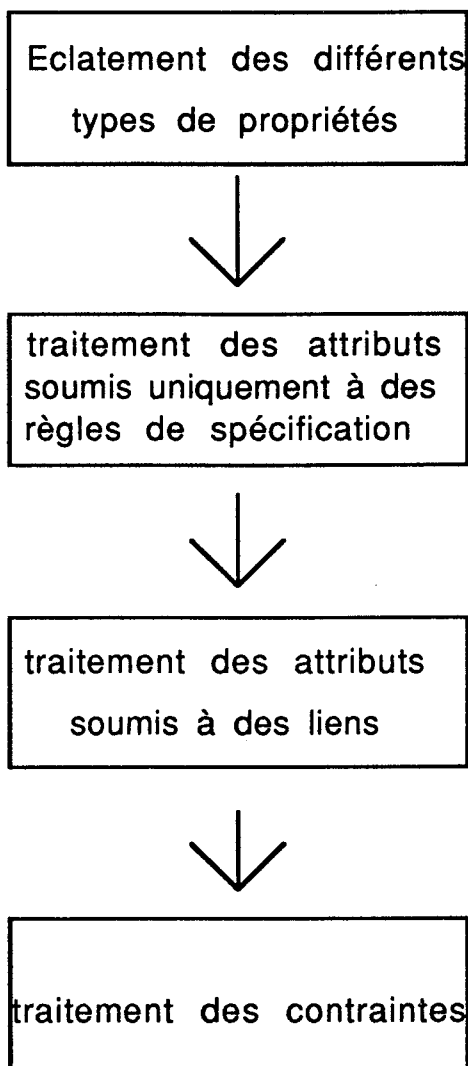 Eclatement des différents
types de propriétés
traitement des attributs
soumis uniquement à des
règles de spécification
traitement des attributs
soumis à des liens
traitement des contraintes